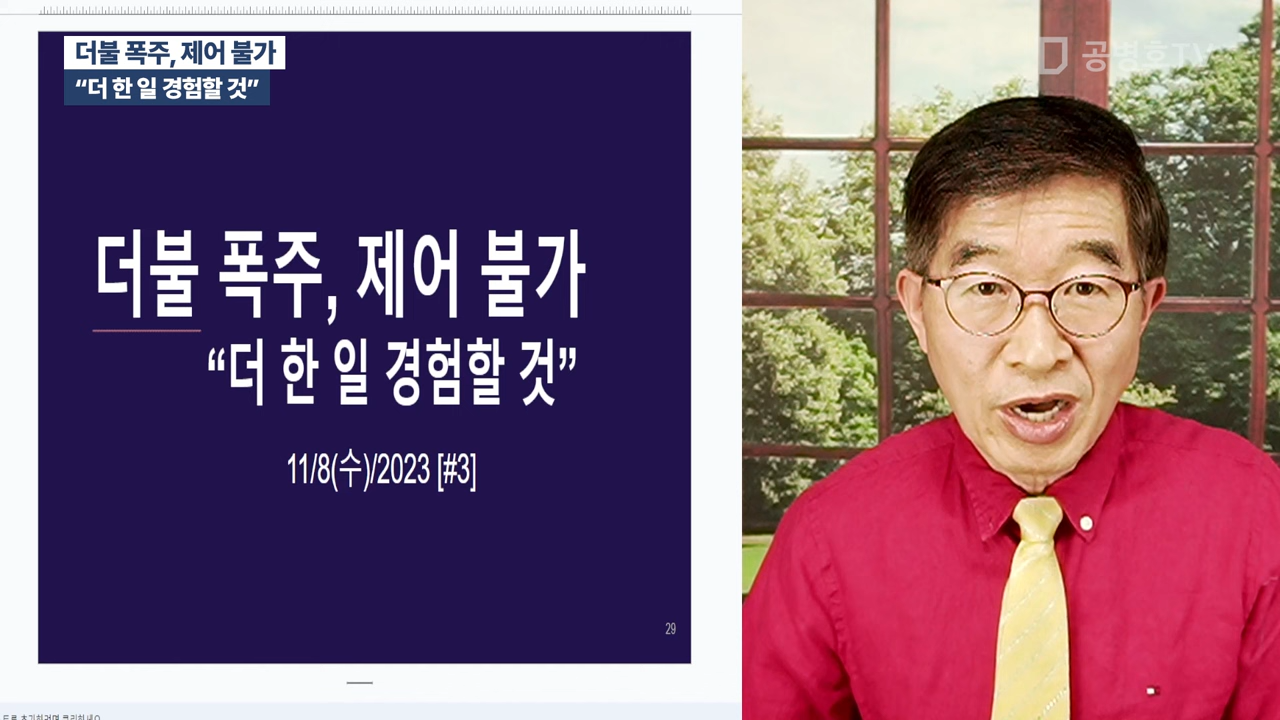 더불 폭주, 제어 불가
“더 한 일 경험할 것”
공병호TV
더불 폭주, 제어 불가
“더 한 일 경험할 것”
11/8(수)/2023 [#3]
29